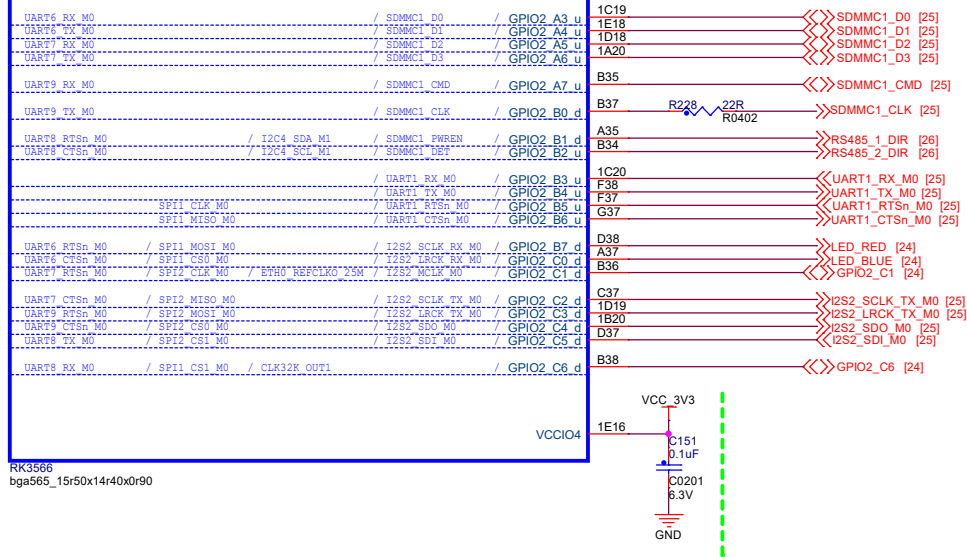 UART6_RX_M0 / SDMMC1_D0 / GPIO2_A3_u 1C19 SDMMC1_D0 [25]
UART6_TX_M0 / SDMMC1_D1 / GPIO2_A4_u 1E18 SDMMC1_D1 [25]
UART7_RX_M0 / SDMMC1_D2 / GPIO2_A5_u 1D18 SDMMC1_D2 [25]
UART7_TX_M0 / SDMMC1_D3 / GPIO2_A6_u 1A20 SDMMC1_D3 [25]
UART9_RX_M0 / SDMMC1_CMD / GPIO2_A7_u B35 SDMMC1_CMD [25]
UART9_TX_M0 / SDMMC1_CLK / GPIO2_B0_d B37 R228 22R SDMMC1_CLK [25]
R0402
UART8_RTSn_M0 / I2C4_SDA_M1 / SDMMC1_PWREN / GPIO2_B1_d A35 RS485_1_DIR [26]
UART8_CTSn_M0 / I2C4_SCL_M1 / SDMMC1_DET / GPIO2_B2_u B34 RS485_2_DIR [26]
/ UART1_RX_M0 / GPIO2_B3_u 1C20 UART1_RX_M0 [25]
/ UART1_TX_M0 / GPIO2_B4_u F38 UART1_TX_M0 [25]
SPI1_CLK_M0 / UART1_RTSn_M0 / GPIO2_B5_u F37 UART1_RTSn_M0 [25]
SPI1_MISO_M0 / UART1_CTSn_M0 / GPIO2_B6_u G37 UART1_CTSn_M0 [25]
UART6_RTSn_M0 / SPI1_MOSI_M0 / I2S2_SCLK_RX_M0 / GPIO2_B7_d D38 LED_RED [24]
UART6_CTSn_M0 / SPI1_CS0_M0 / I2S2_LRCK_RX_M0 / GPIO2_C0_d A37 LED_BLUE [24]
UART7_RTSn_M0 / SPI2_CLK_M0 / ETH0_REFCLKO_25M / I2S2_MCLK_M0 / GPIO2_C1_d B36 GPIO2_C1 [24]
UART7_CTSn_M0 / SPI2_MISO_M0 / I2S2_SCLK_TX_M0 / GPIO2_C2_d C37 I2S2_SCLK_TX_M0 [25]
UART9_RTSn_M0 / SPI2_MOSI_M0 / I2S2_LRCK_TX_M0 / GPIO2_C3_d 1D19 I2S2_LRCK_TX_M0 [25]
UART9_CTSn_M0 / SPI2_CS0_M0 / I2S2_SDO_M0 / GPIO2_C4_d 1B20 I2S2_SDO_M0 [25]
UART8_TX_M0 / SPI2_CS1_M0 / I2S2_SDI_M0 / GPIO2_C5_d D37 I2S2_SDI_M0 [25]
UART8_RX_M0 / SPI1_CS1_M0 / CLK32K_OUT1 / GPIO2_C6_d B38 GPIO2_C6 [24]
VCC_3V3
VCCIO4 1E16
C151
0.1uF
C0201
6.3V
GND
RK3566
bga565_15r50x14r40x0r90